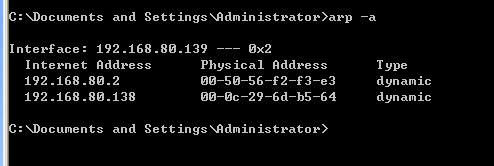 C:\Documents and Settings\Administrator>arp -a
Interface: 192.168.80.139 --- 0x2
Internet Address Physical Address Type
192.168.80.2 00-50-56-f2-f3-e3 dynamic
192.168.80.138 00-0c-29-6d-b5-64 dynamic
C:\Documents and Settings\Administrator>